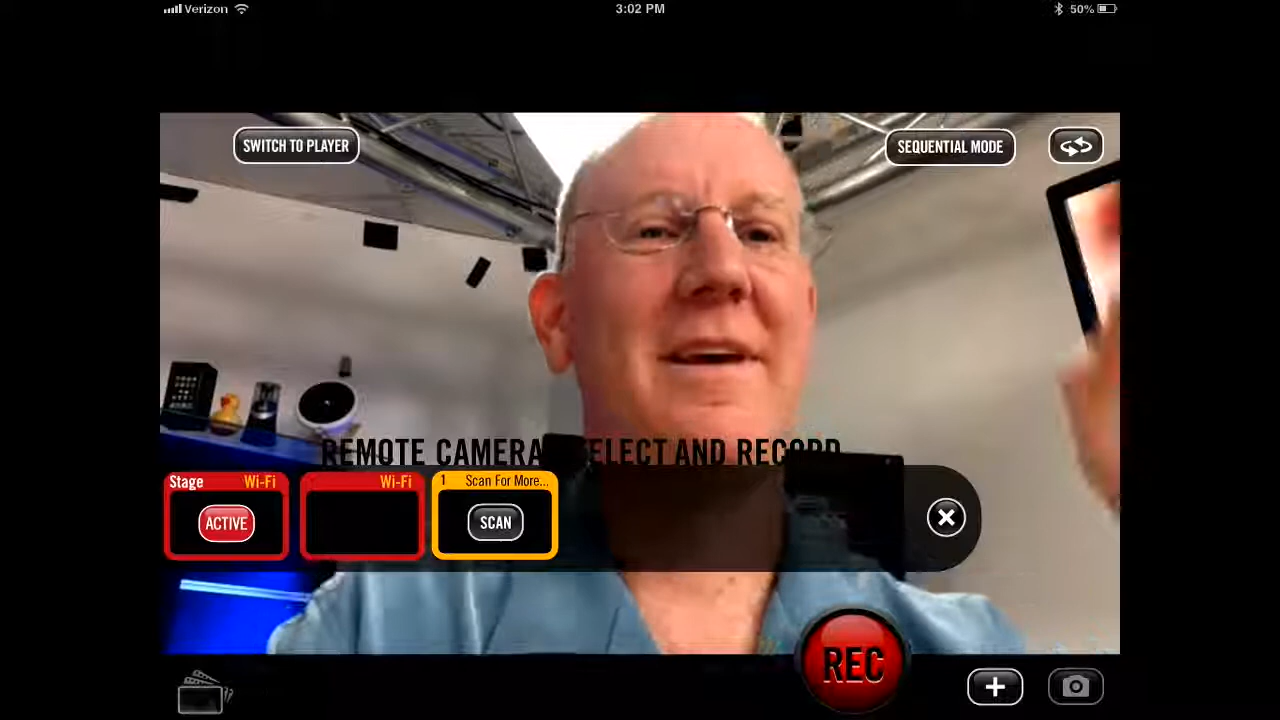 Verizon 3:02 PM 50%
SWITCH TO PLAYER SEQUENTIAL MODE
REMOTE CAMERA SELECT AND RECORD
Stage Wi-Fi Wi-Fi 1 Scan For More...
ACTIVE SCAN
REC